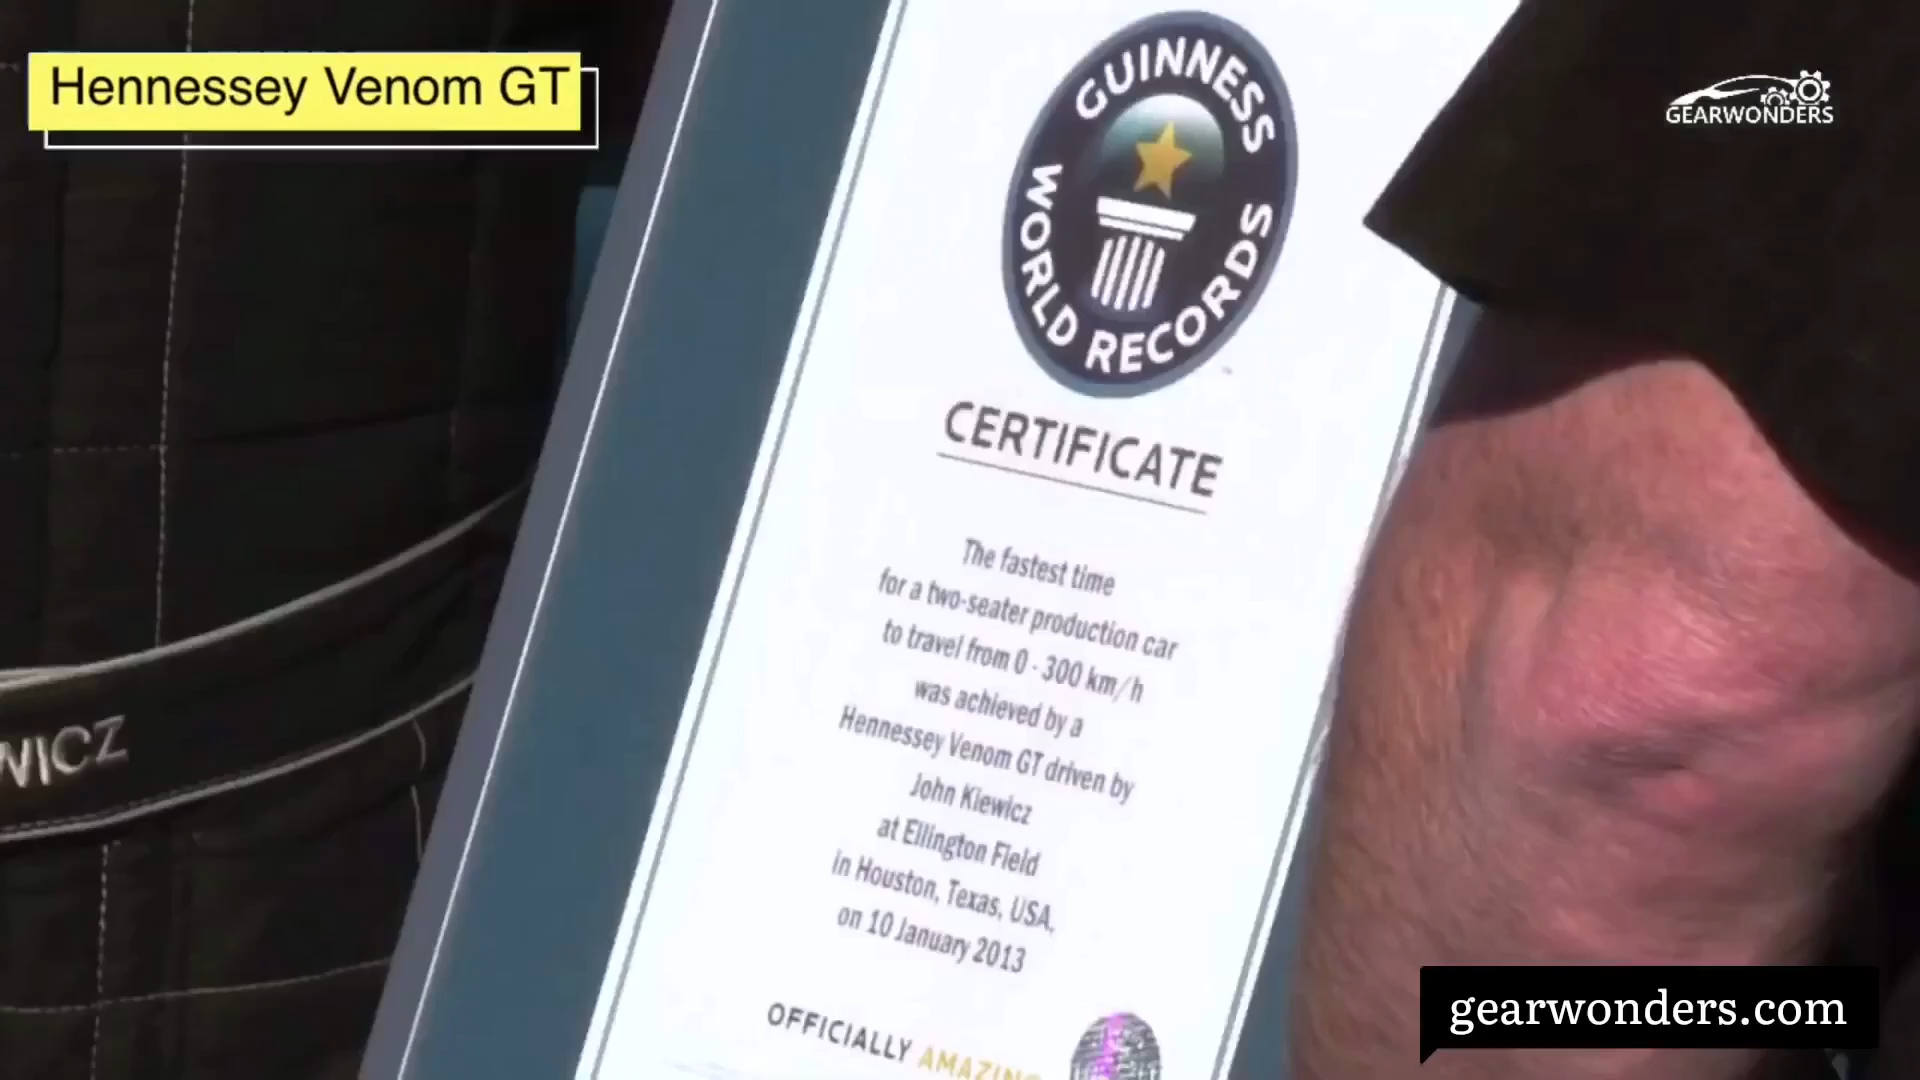 Hennessey Venom GT
GEARWONDERS
GUINNESS
WORLD RECORDS
CERTIFICATE
The fastest time
for a two-seater production car
to travel from 0 - 300 km/h
was achieved by a
Hennessey Venom GT driven by
John Kiewicz
at Ellington Field
in Houston, Texas, USA,
on 10 January 2013
OFFICIALLY AMAZING
WICZ
gearwonders.com